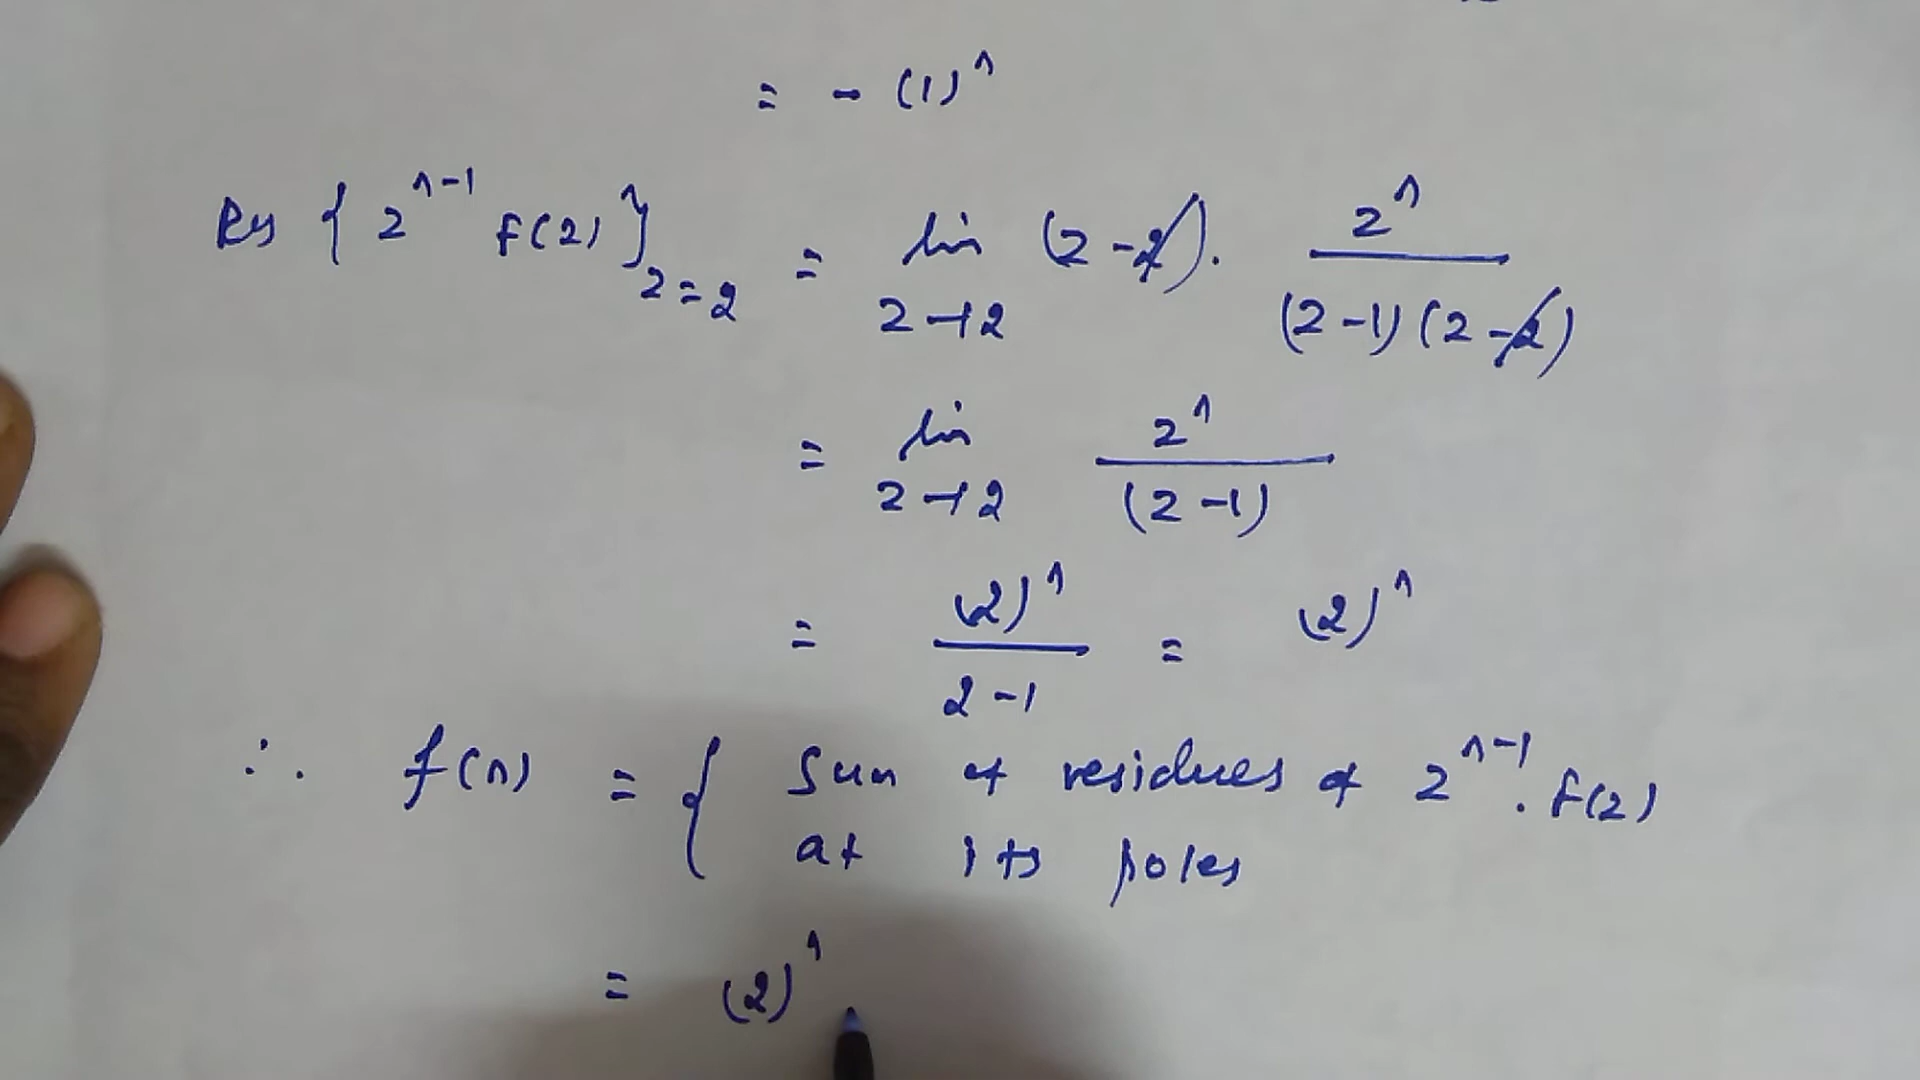 = - (1)^n
Res { z^{n-1} F(z) }_{z=2} = lim_{z→2} (z-2) . z^n / (z-1)(z-2)
= lim_{z→2} z^n / (z-1)
= (2)^n / 2-1 = (2)^n
∴ f(n) = { Sum of residues of z^{n-1} . F(z)
at its poles
= (2)^n